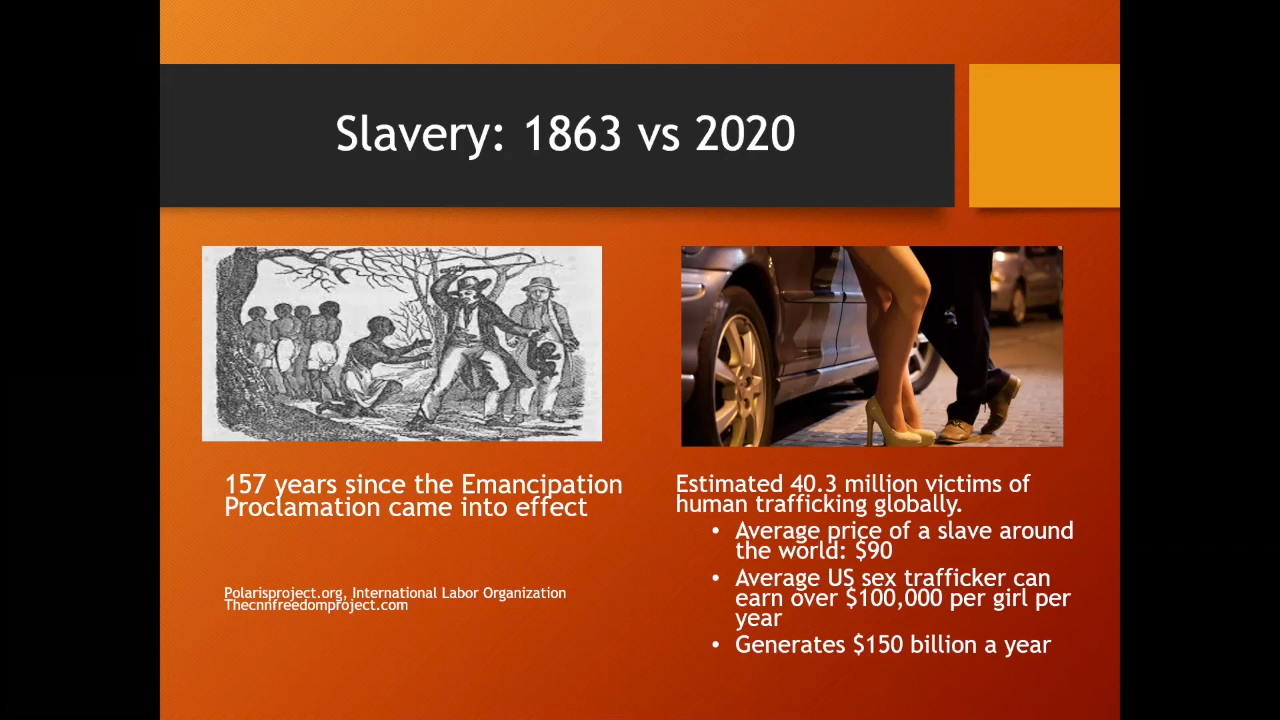 Slavery: 1863 vs 2020
157 years since the Emancipation
Proclamation came into effect
Polarisproject.org, International Labor Organization
Thecnnfreedomproject.com
Estimated 40.3 million victims of
human trafficking globally.
• Average price of a slave around
the world: $90
• Average US sex trafficker can
earn over $100,000 per girl per
year
• Generates $150 billion a year